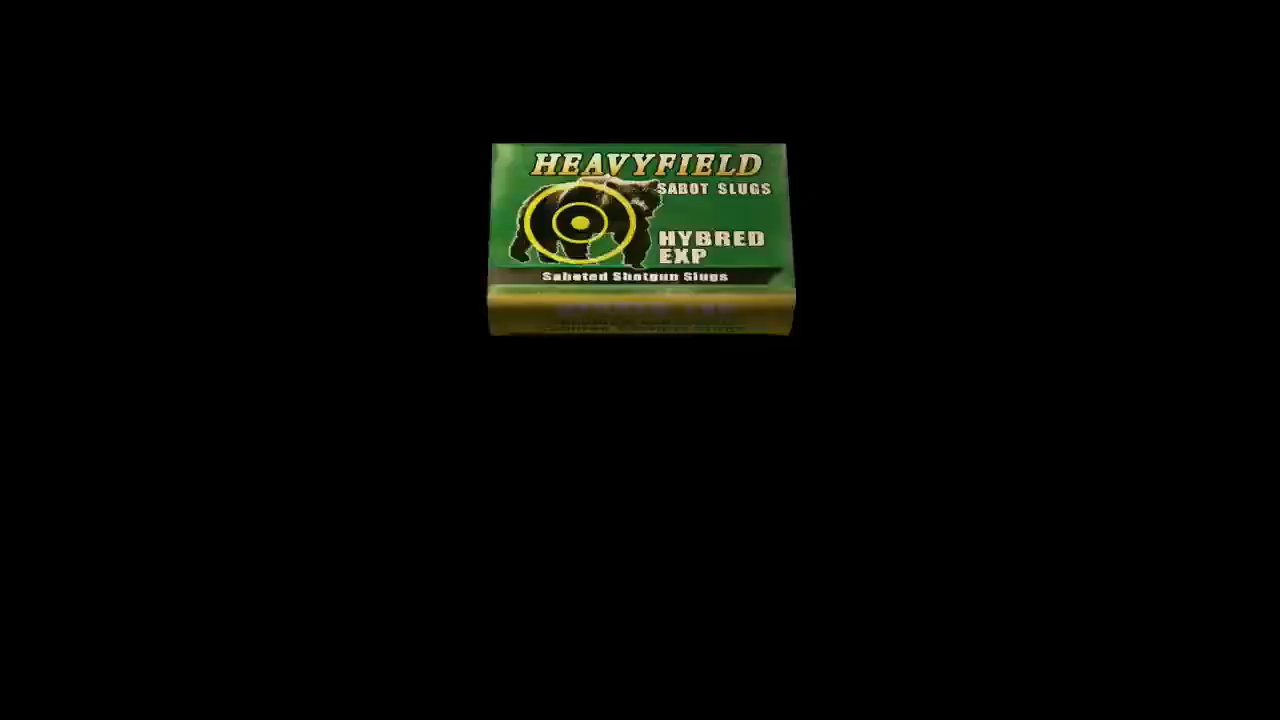 HEAVYFIELD
SABOT SLUGS
HYBRED
EXP
Saboted Shotgun Slugs